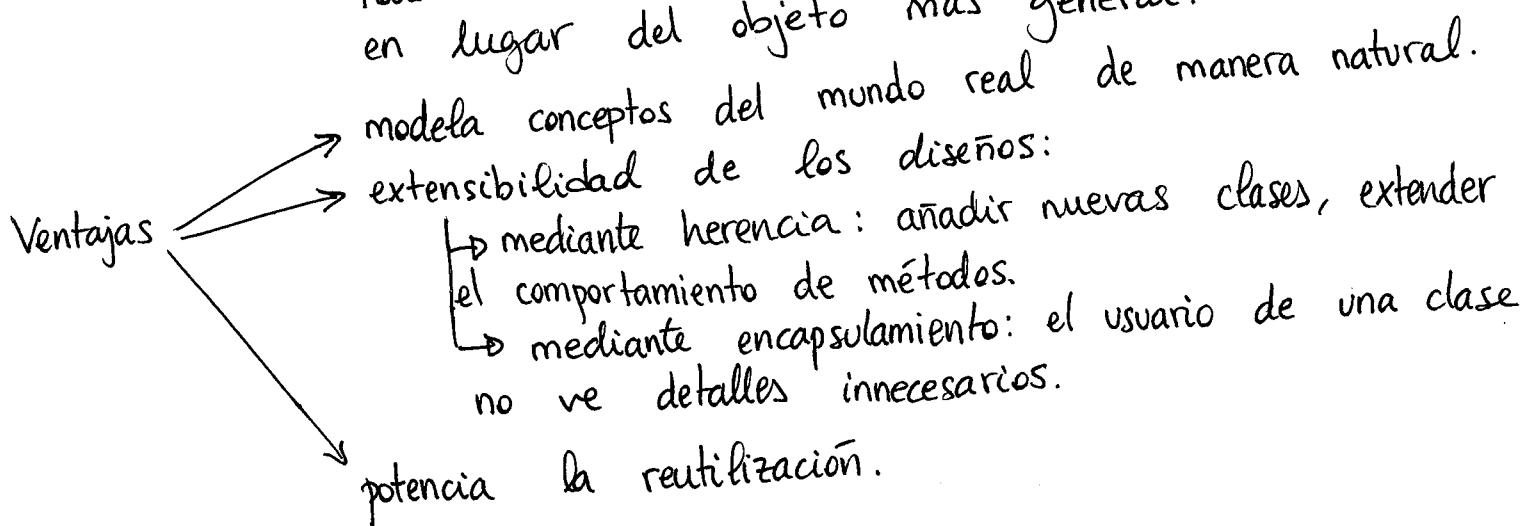 en lugar del objeto más general.
modela conceptos del mundo real de manera natural.
extensibilidad de los diseños:
Ventajas
mediante herencia: añadir nuevas clases, extender
el comportamiento de métodos.
mediante encapsulamiento: el usuario de una clase
no ve detalles innecesarios.
potencia la reutilización.